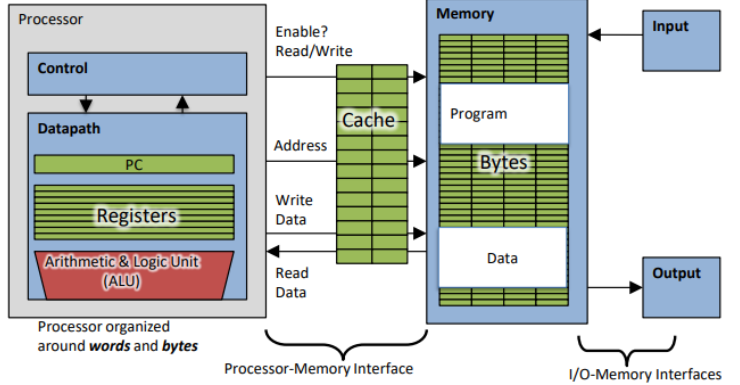 Processor
Control
Datapath
PC
Registers
Arithmetic & Logic Unit
(ALU)
Processor organized
around words and bytes
Enable?
Read/Write
Address
Write
Data
Read
Data
Cache
Processor-Memory Interface
Memory
Program
Bytes
Data
Input
Output
I/O-Memory Interfaces